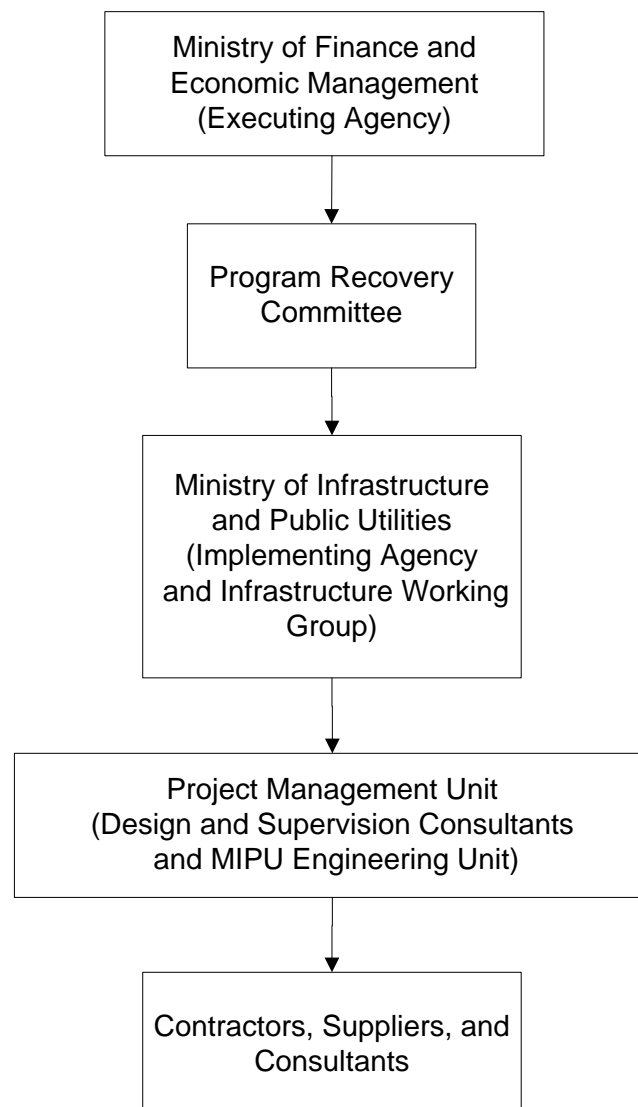 Ministry of Finance and
Economic Management
(Executing Agency)
Program Recovery
Committee
Ministry of Infrastructure
and Public Utilities
(Implementing Agency
and Infrastructure Working
Group)
Project Management Unit
(Design and Supervision Consultants
and MIPU Engineering Unit)
Contractors, Suppliers, and
Consultants